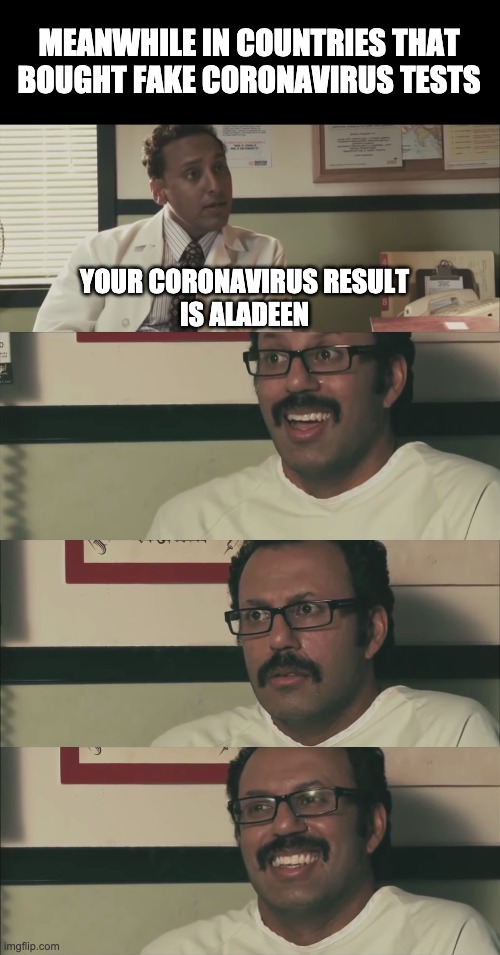 MEANWHILE IN COUNTRIES THAT
BOUGHT FAKE CORONAVIRUS TESTS
YOUR CORONAVIRUS RESULT
IS ALADEEN
imgflip.com